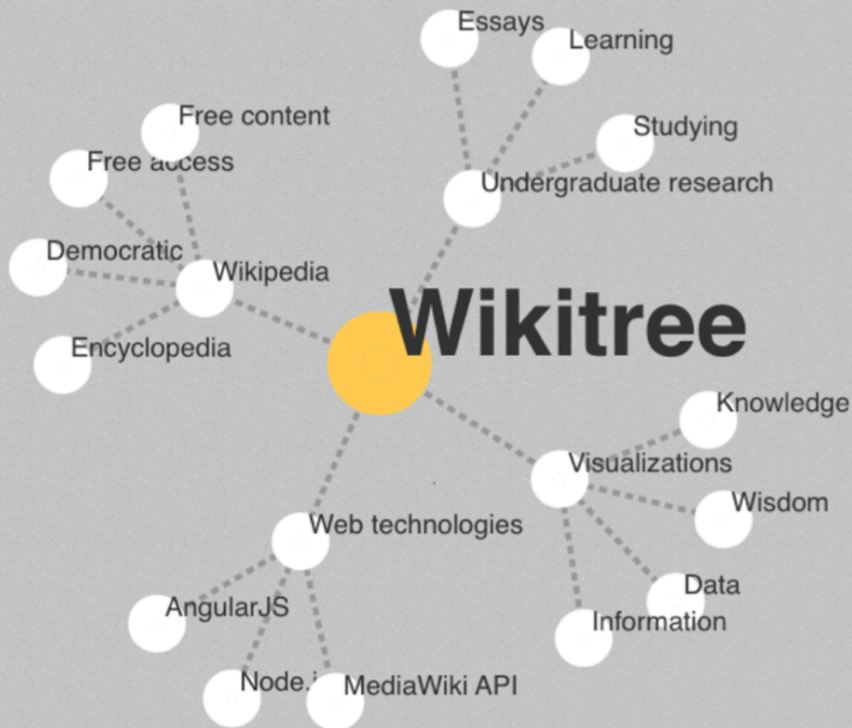 Essays
Learning
Free content
Studying
Free access
Undergraduate research
Democratic
Wikipedia
Wikitree
Encyclopedia
Knowledge
Visualizations
Wisdom
Web technologies
Data
AngularJS
Information
Node.j
MediaWiki API